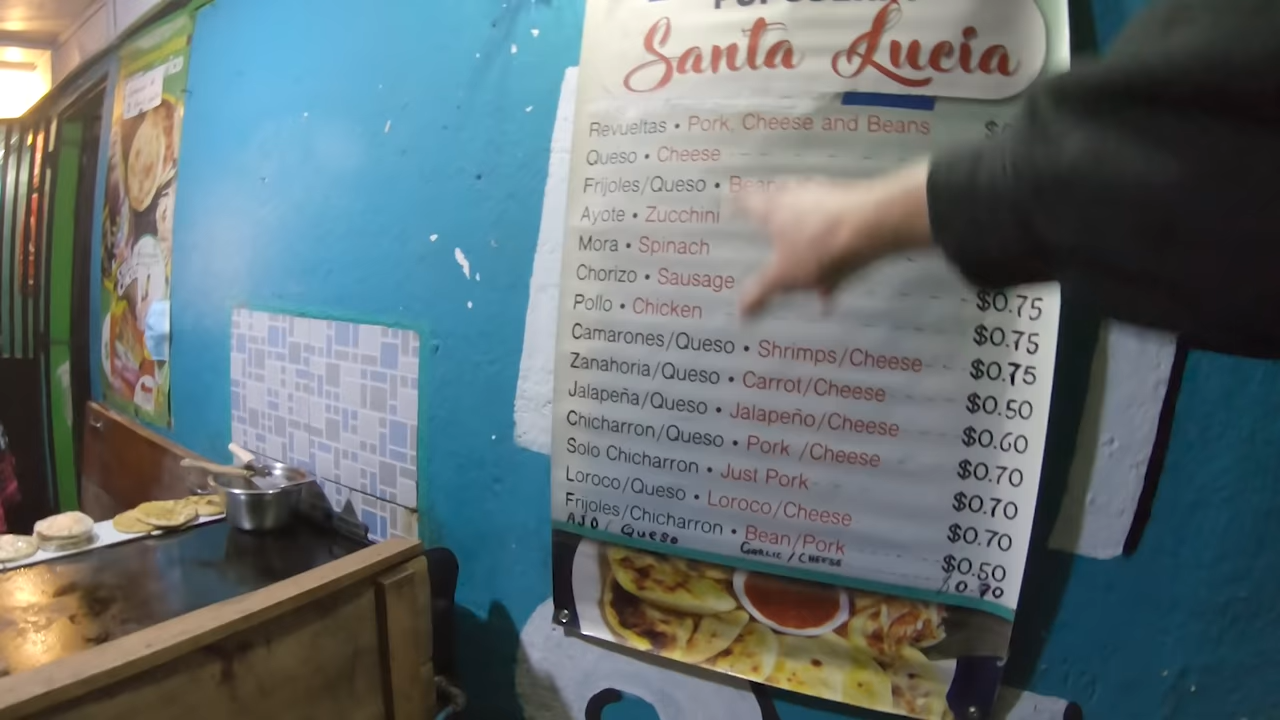 Santa Lucia
Revueltas • Pork, Cheese and Beans
Queso • Cheese
Frijoles/Queso •
Ayote • Zucchini
Mora • Spinach
Chorizo • Sausage $0.75
Pollo • Chicken $0.75
Camarones/Queso • Shrimps/Cheese $0.75
Zanahoria/Queso • Carrot/Cheese $0.50
Jalapeña/Queso • Jalapeño/Cheese $0.60
Chicharron/Queso • Pork /Cheese $0.70
Solo Chicharron • Just Pork $0.70
Loroco/Queso • Loroco/Cheese $0.70
Frijoles/Chicharron • Bean/Pork $0.50
AJO/Queso GARLIC/CHEESE $0.70